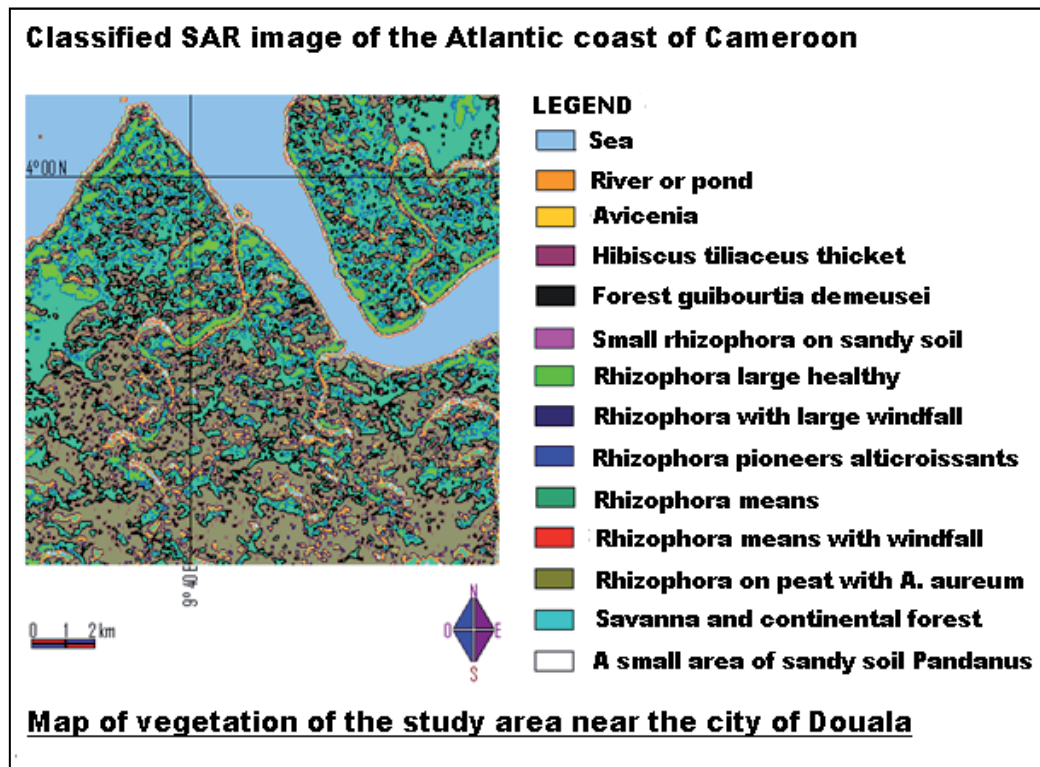 Classified SAR image of the Atlantic coast of Cameroon
LEGEND
Sea
River or pond
Avicenia
Hibiscus tiliaceus thicket
Forest guibourtia demeusei
Small rhizophora on sandy soil
Rhizophora large healthy
Rhizophora with large windfall
Rhizophora pioneers alticroissants
Rhizophora means
Rhizophora means with windfall
Rhizophora on peat with A. aureum
Savanna and continental forest
A small area of sandy soil Pandanus
4° 00 N
9° 40 E
0 1 2 km
N
O E
S
Map of vegetation of the study area near the city of Douala